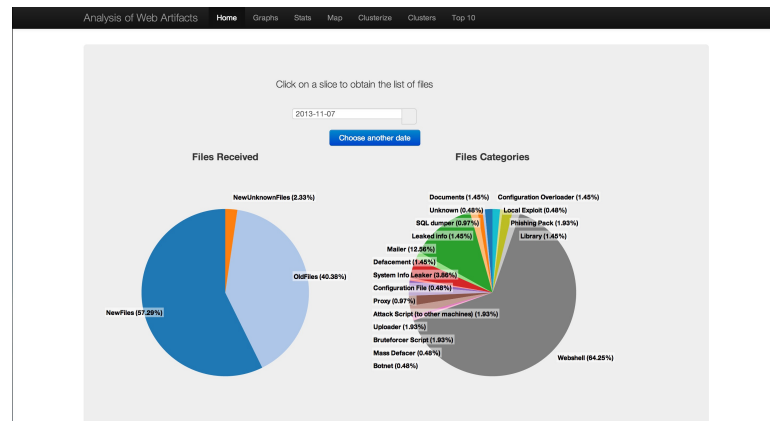 Analysis of Web Artifacts Home Graphs Stats Map Clusterize Clusters Top 10
Click on a slice to obtain the list of files
2013-11-07
Choose another date
Files Received
NewUnknownFiles (2.33%)
OldFiles (40.38%)
NewFiles (57.29%)
Files Categories
Documents (1.45%)
Configuration Overloader (1.45%)
Unknown (0.48%)
Local Exploit (0.48%)
SQL dumper (0.97%)
Phishing Pack (1.93%)
Leaked info (1.45%)
Library (1.45%)
Mailer (12.56%)
Defacement (1.45%)
System Info Leaker (3.86%)
Configuration File (0.48%)
Proxy (0.97%)
Attack Script (to other machines) (1.93%)
Uploader (1.93%)
Bruteforcer Script (1.93%)
Mass Defacer (0.48%)
Botnet (0.48%)
Webshell (64.25%)